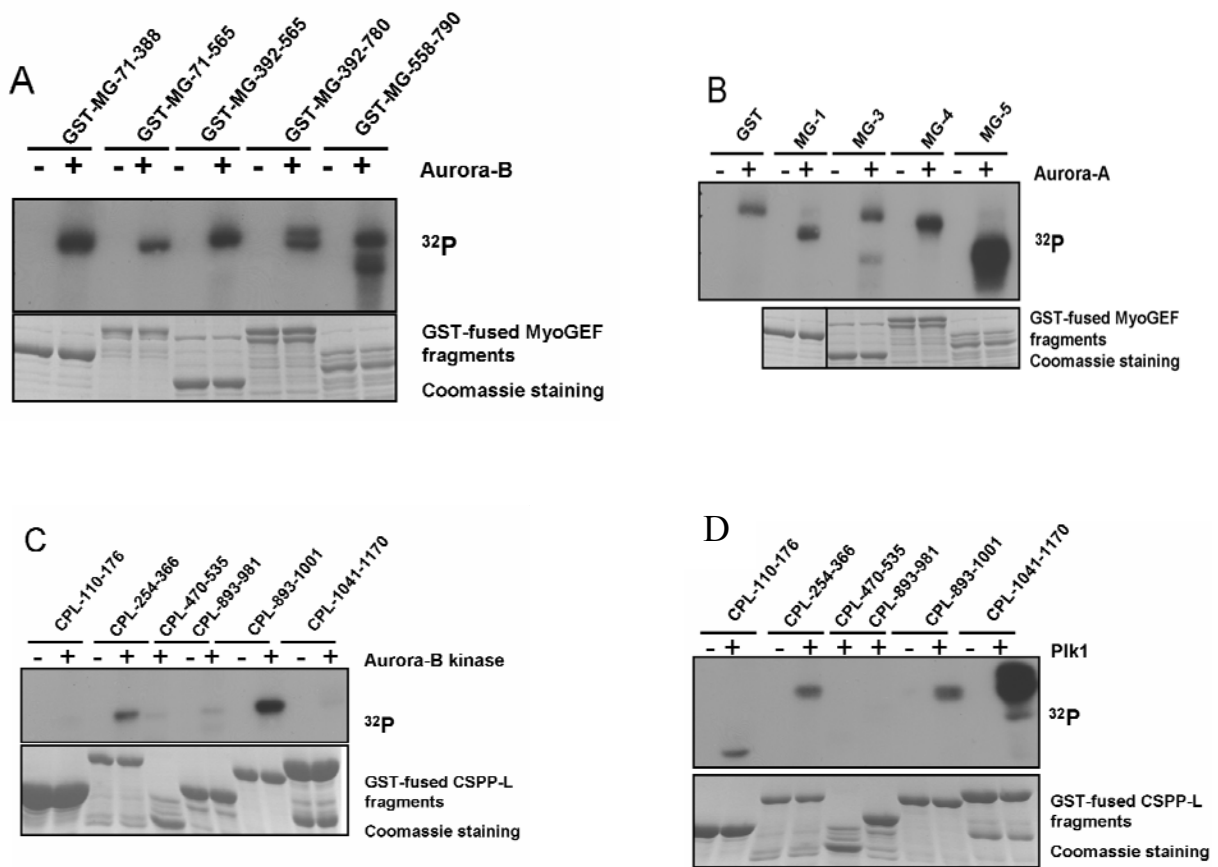 A
GST-MG-71-388
GST-MG-71-565
GST-MG-392-565
GST-MG-392-780
GST-MG-558-790
- + - + - + - + - +
Aurora-B
32P
GST-fused MyoGEF
fragments
Coomassie staining
B
GST
MG-1
MG-3
MG-4
MG-5
- + - + - + - + - +
Aurora-A
32P
GST-fused MyoGEF
fragments
Coomassie staining
C
CPL-110-176
CPL-254-366
CPL-470-535
CPL-893-981
CPL-893-1001
CPL-1041-1170
- + - + + - + - + - +
Aurora-B kinase
32P
GST-fused CSPP-L
fragments
Coomassie staining
D
CPL-110-176
CPL-254-366
CPL-470-535
CPL-893-981
CPL-893-1001
CPL-1041-1170
- + - + + + - + - +
Plk1
32P
GST-fused CSPP-L
fragments
Coomassie staining